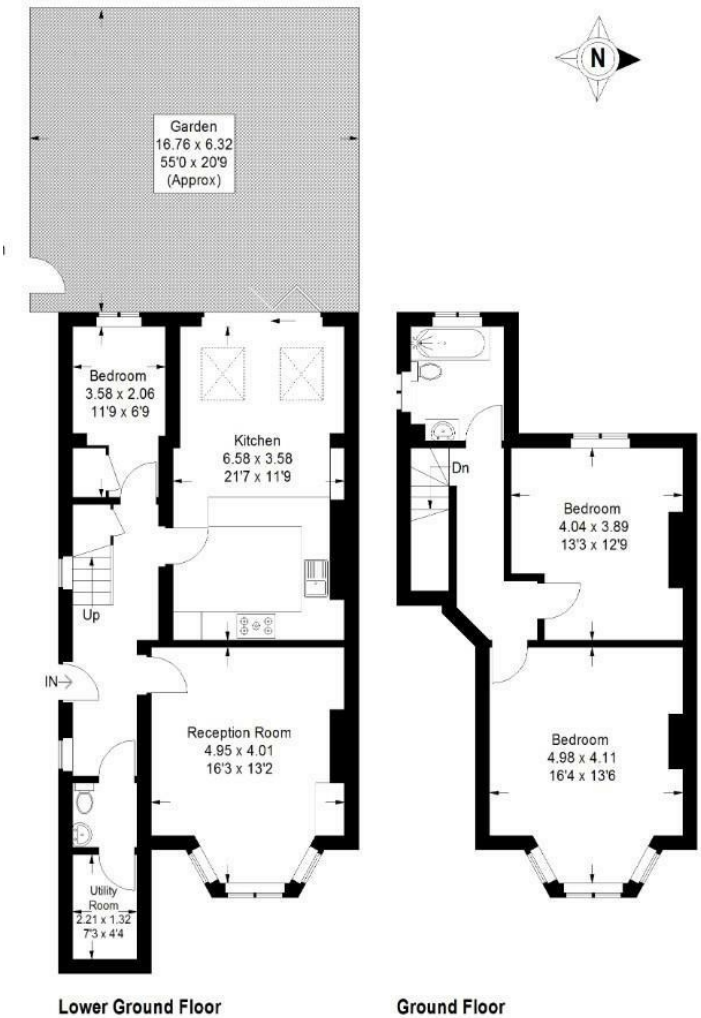 N
Garden
16.76 x 6.32
55'0 x 20'9
(Approx)
Bedroom
3.58 x 2.06
11'9 x 6'9
Kitchen
6.58 x 3.58
21'7 x 11'9
Up
IN
Reception Room
4.95 x 4.01
16'3 x 13'2
Utility
Room
2.21 x 1.32
7'3 x 4'4
Lower Ground Floor
Dn
Bedroom
4.04 x 3.89
13'3 x 12'9
Bedroom
4.98 x 4.11
16'4 x 13'6
Ground Floor